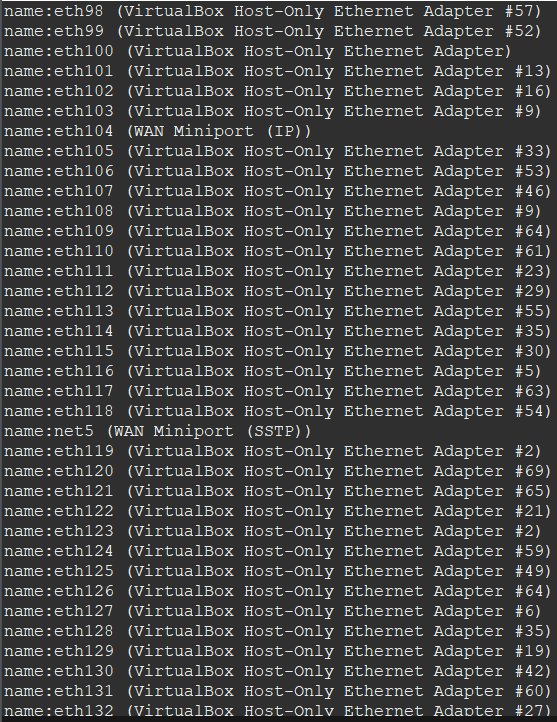 name:eth98 (VirtualBox Host-Only Ethernet Adapter #57)
name:eth99 (VirtualBox Host-Only Ethernet Adapter #52)
name:eth100 (VirtualBox Host-Only Ethernet Adapter)
name:eth101 (VirtualBox Host-Only Ethernet Adapter #13)
name:eth102 (VirtualBox Host-Only Ethernet Adapter #16)
name:eth103 (VirtualBox Host-Only Ethernet Adapter #9)
name:eth104 (WAN Miniport (IP))
name:eth105 (VirtualBox Host-Only Ethernet Adapter #33)
name:eth106 (VirtualBox Host-Only Ethernet Adapter #53)
name:eth107 (VirtualBox Host-Only Ethernet Adapter #46)
name:eth108 (VirtualBox Host-Only Ethernet Adapter #9)
name:eth109 (VirtualBox Host-Only Ethernet Adapter #64)
name:eth110 (VirtualBox Host-Only Ethernet Adapter #61)
name:eth111 (VirtualBox Host-Only Ethernet Adapter #23)
name:eth112 (VirtualBox Host-Only Ethernet Adapter #29)
name:eth113 (VirtualBox Host-Only Ethernet Adapter #55)
name:eth114 (VirtualBox Host-Only Ethernet Adapter #35)
name:eth115 (VirtualBox Host-Only Ethernet Adapter #30)
name:eth116 (VirtualBox Host-Only Ethernet Adapter #5)
name:eth117 (VirtualBox Host-Only Ethernet Adapter #63)
name:eth118 (VirtualBox Host-Only Ethernet Adapter #54)
name:net5 (WAN Miniport (SSTP))
name:eth119 (VirtualBox Host-Only Ethernet Adapter #2)
name:eth120 (VirtualBox Host-Only Ethernet Adapter #69)
name:eth121 (VirtualBox Host-Only Ethernet Adapter #65)
name:eth122 (VirtualBox Host-Only Ethernet Adapter #21)
name:eth123 (VirtualBox Host-Only Ethernet Adapter #2)
name:eth124 (VirtualBox Host-Only Ethernet Adapter #59)
name:eth125 (VirtualBox Host-Only Ethernet Adapter #49)
name:eth126 (VirtualBox Host-Only Ethernet Adapter #64)
name:eth127 (VirtualBox Host-Only Ethernet Adapter #6)
name:eth128 (VirtualBox Host-Only Ethernet Adapter #35)
name:eth129 (VirtualBox Host-Only Ethernet Adapter #19)
name:eth130 (VirtualBox Host-Only Ethernet Adapter #42)
name:eth131 (VirtualBox Host-Only Ethernet Adapter #60)
name:eth132 (VirtualBox Host-Only Ethernet Adapter #27)